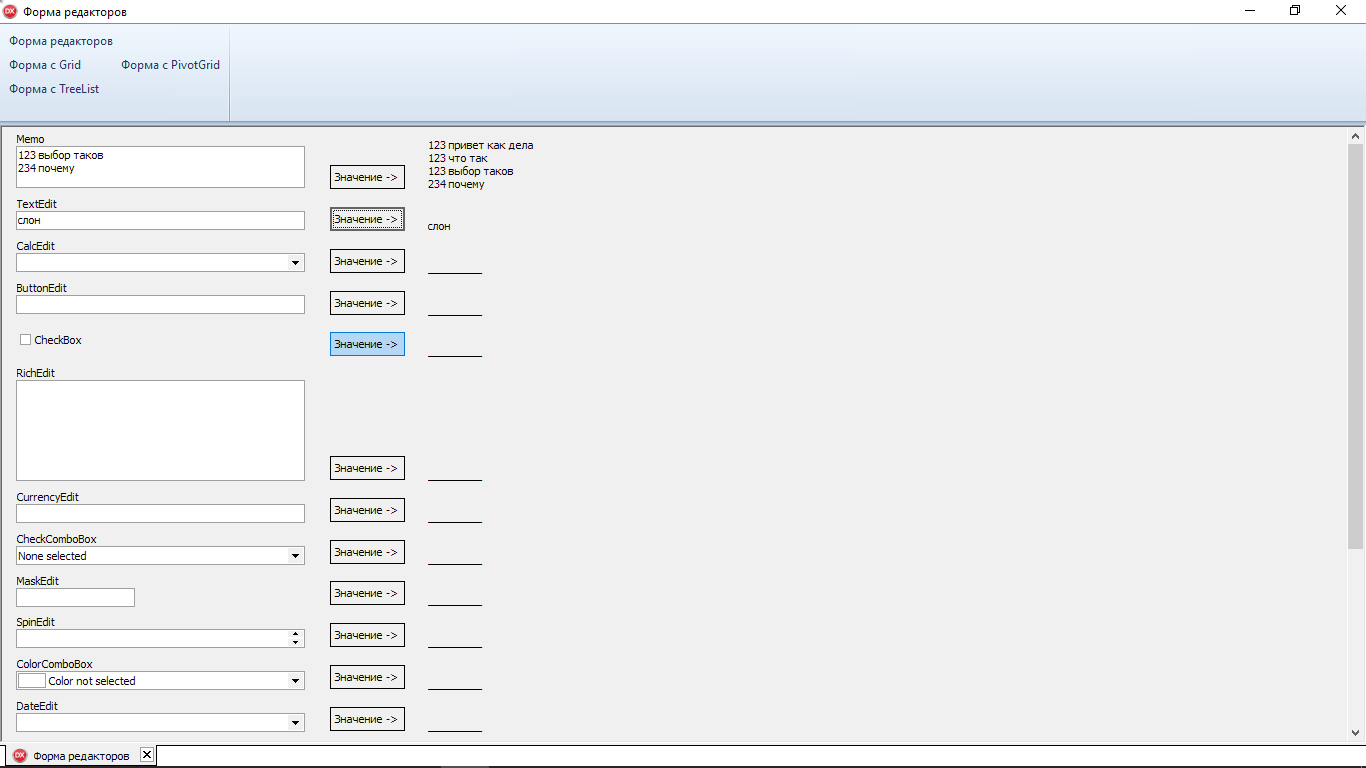 DX Форма редакторов
Форма редакторов
Форма с Grid Форма с PivotGrid
Форма с TreeList
Memo
123 выбор таков
234 почему
Значение ->
123 привет как дела
123 что так
123 выбор таков
234 почему
TextEdit
слон
Значение ->
слон
CalcEdit
Значение ->
ButtonEdit
Значение ->
CheckBox
Значение ->
RichEdit
Значение ->
CurrencyEdit
Значение ->
CheckComboBox
None selected
Значение ->
MaskEdit
Значение ->
SpinEdit
Значение ->
ColorComboBox
Color not selected
Значение ->
DateEdit
Значение ->
DX Форма редакторов